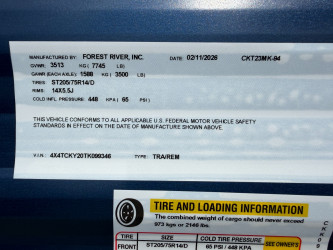 MANUFACTURED BY: FOREST RIVER, INC. DATE: 02/11/2026 CKT23MK-94
GVWR: 3513 KG ( 7745 LB)
GAWR (EACH AXLE): 1588 KG ( 3500 LB)
TIRES: ST205/75R14/D
RIMS: 14X5.5J
COLD INFL. PRESSURE: 448 KPA ( 65 PSI.)
THIS VEHICLE CONFORMS TO ALL APPLICABLE U.S. FEDERAL MOTOR VEHICLE SAFETY
STANDARDS IN EFFECT ON THE DATE OF MANUFACTURE SHOWN ABOVE.
V.I.N.: 4X4TCKY20TK099346 TYPE: TRA/REM
TIRE AND LOADING INFORMATION
The combined weight of cargo should never exceed
973 kgs or 2146 lbs.
TIRE SIZE COLD TIRE PRESSURE
FRONT ST205/75R14/D 65 PSI / 448 KPA SEE OWNER'S